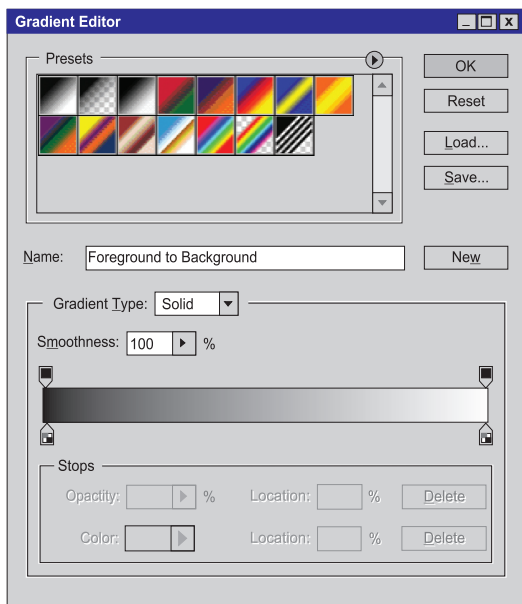 Gradient Editor
Presets
OK
Reset
Load...
Save...
Name: Foreground to Background New
Gradient Type: Solid
Smoothness: 100 %
Stops
Opactity: % Location: % Delete
Color: Location: % Delete